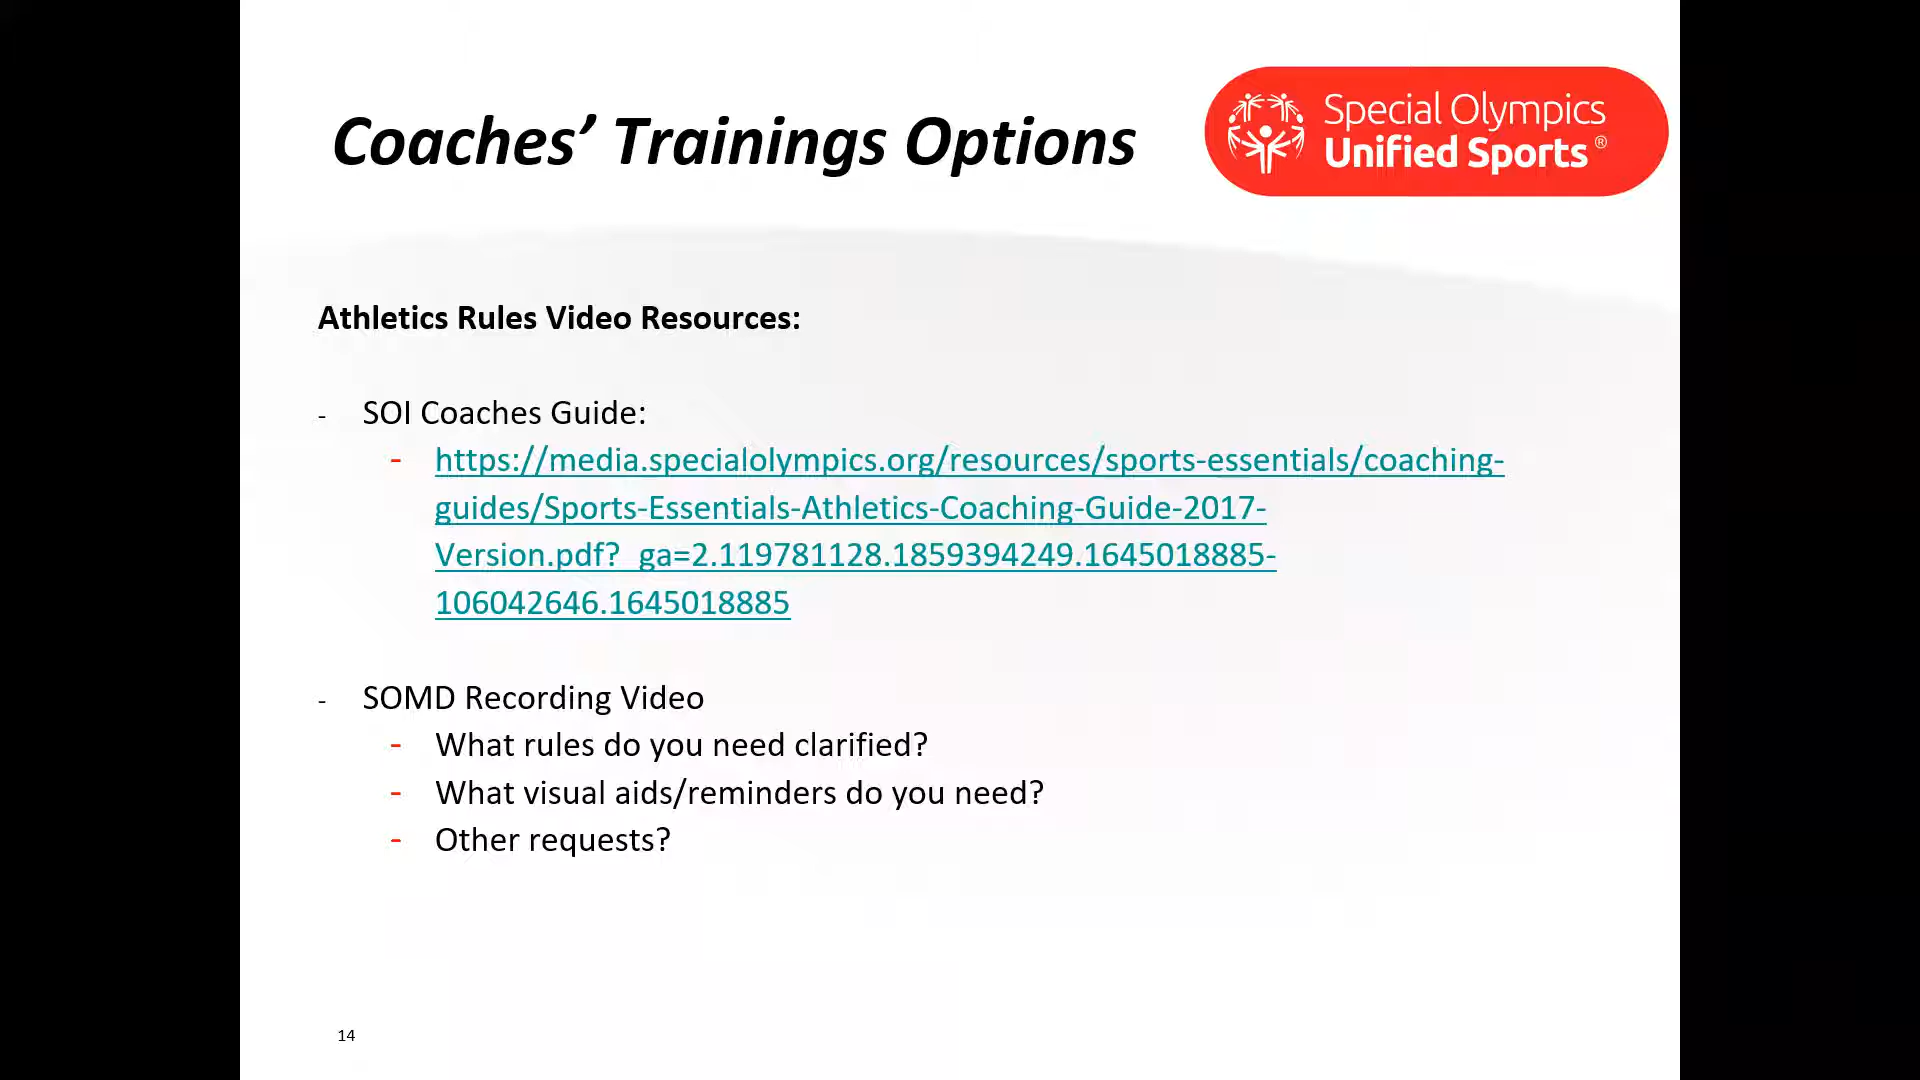 Coaches’ Trainings Options
Special Olympics
Unified Sports ®
Athletics Rules Video Resources:
- SOI Coaches Guide:
- https://media.specialolympics.org/resources/sports-essentials/coaching-
guides/Sports-Essentials-Athletics-Coaching-Guide-2017-
Version.pdf?_ga=2.119781128.1859394249.1645018885-
106042646.1645018885
- SOMD Recording Video
- What rules do you need clarified?
- What visual aids/reminders do you need?
- Other requests?
14